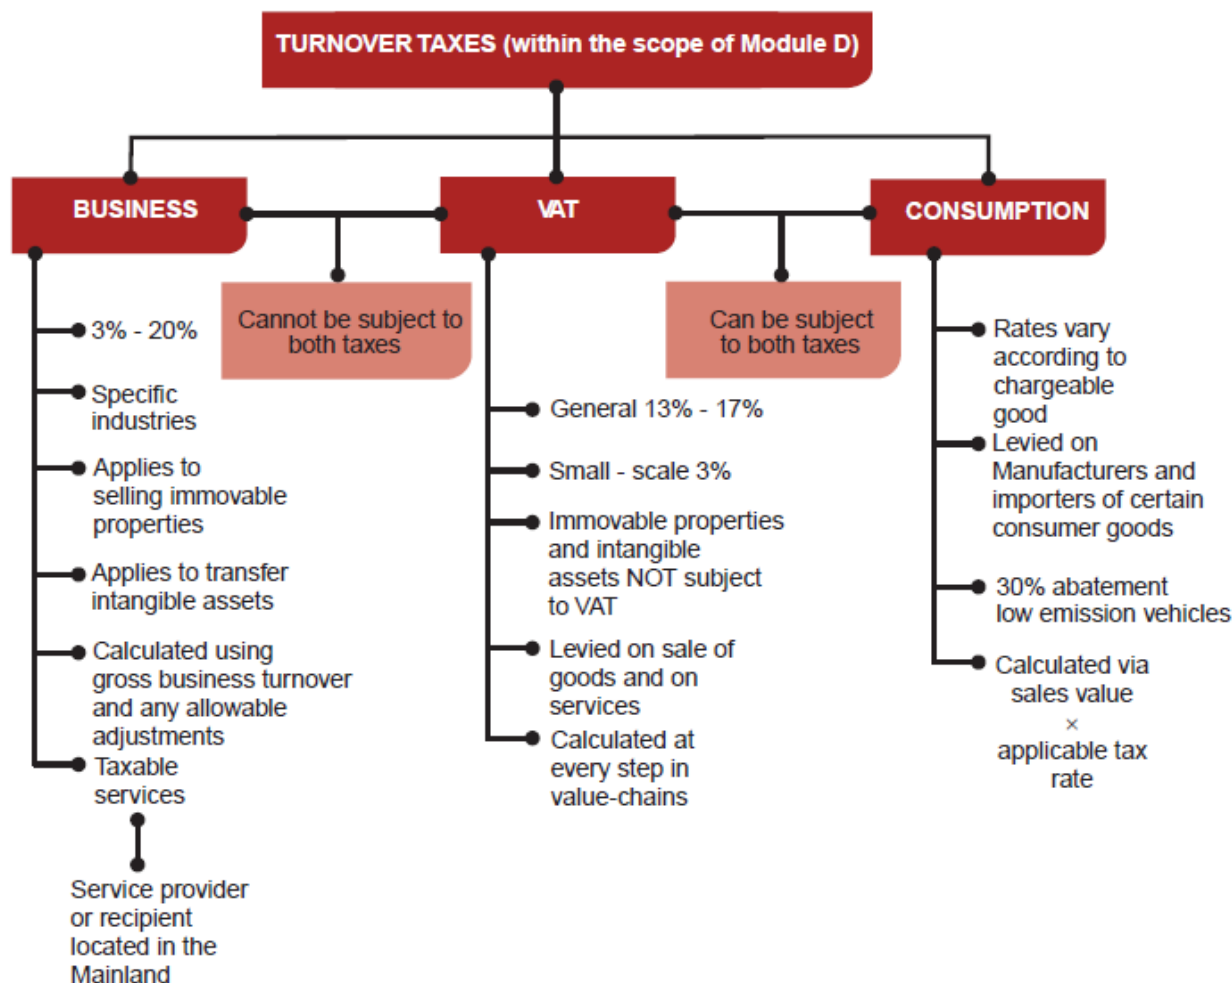 TURNOVER TAXES (within the scope of Module D)
BUSINESS
VAT
CONSUMPTION
Cannot be subject to
both taxes
Can be subject
to both taxes
3% - 20%
Specific
industries
Applies to
selling immovable
properties
Applies to transfer
intangible assets
Calculated using
gross business turnover
and any allowable
adjustments
Taxable
services
Service provider
or recipient
located in the
Mainland
General 13% - 17%
Small - scale 3%
Immovable properties
and intangible
assets NOT subject
to VAT
Levied on sale of
goods and on
services
Calculated at
every step in
value-chains
Rates vary
according to
chargeable
good
Levied on
Manufacturers and
importers of certain
consumer goods
30% abatement
low emission vehicles
Calculated via
sales value
×
applicable tax
rate